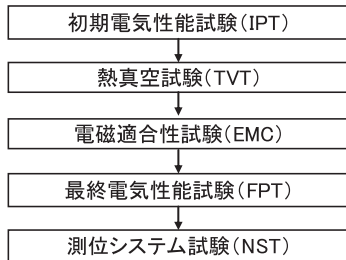 初期電気性能試験(IPT)
熱真空試験(TVT)
電磁適合性試験(EMC)
最終電気性能試験(FPT)
測位システム試験(NST)